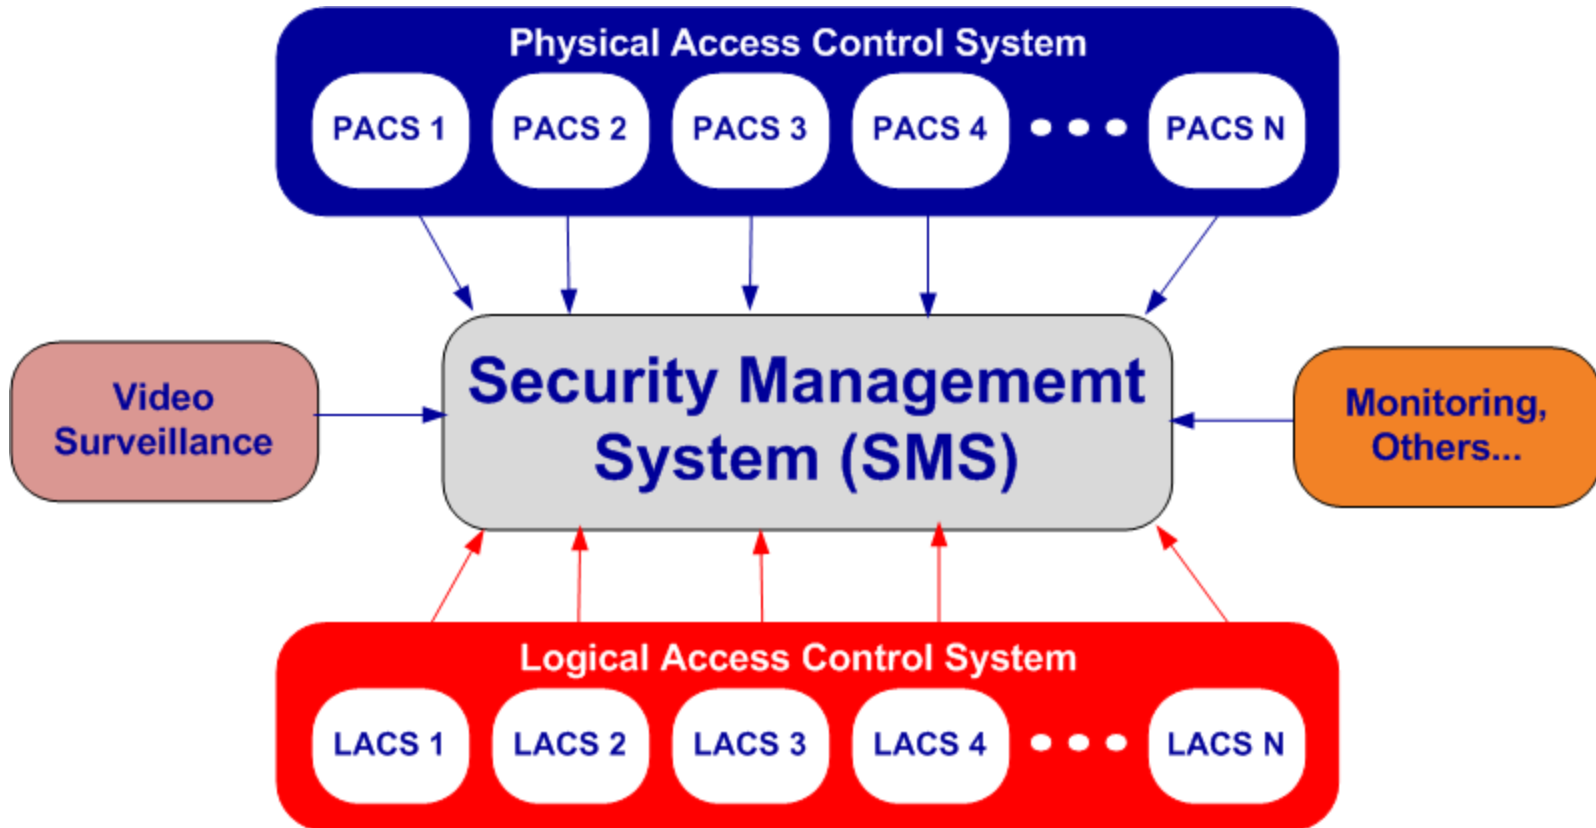 Physical Access Control System
PACS 1
PACS 2
PACS 3
PACS 4
PACS N
Video
Surveillance
Security Managememt
System (SMS)
Monitoring,
Others...
Logical Access Control System
LACS 1
LACS 2
LACS 3
LACS 4
LACS N